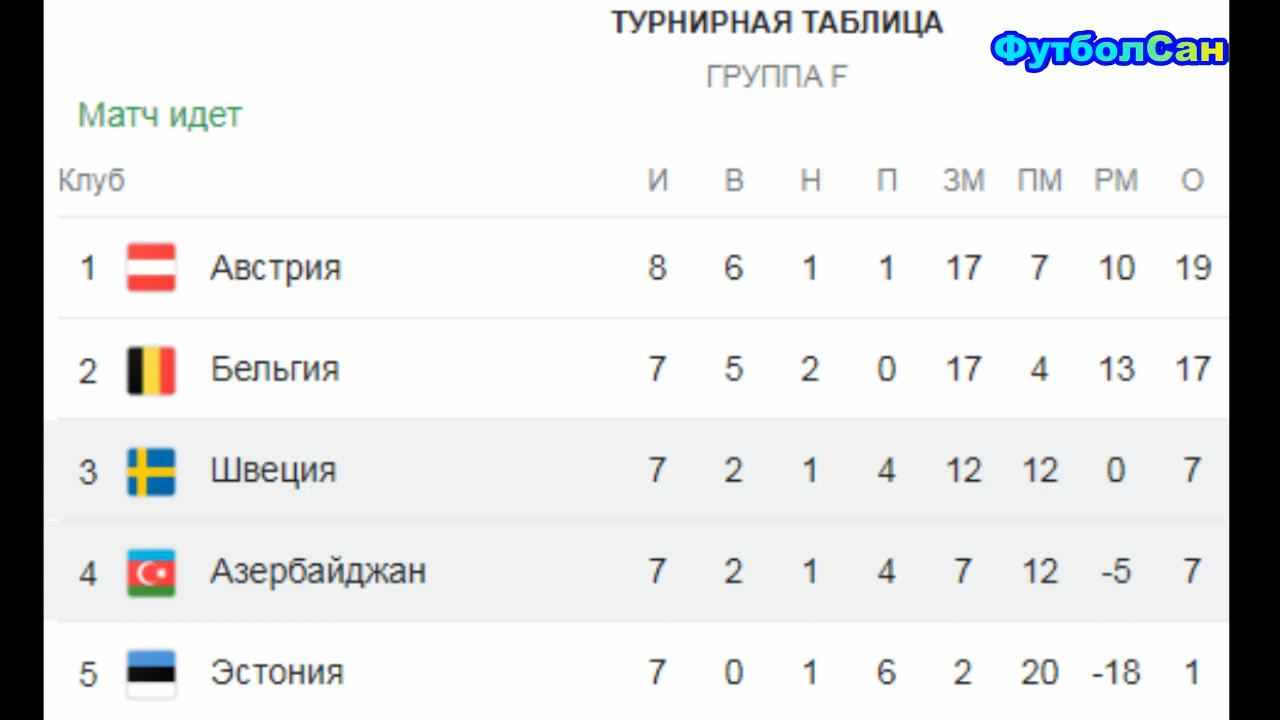 ТУРНИРНАЯ ТАБЛИЦА
ФутболСан
ГРУППА F
Матч идет
Клуб И В Н П ЗМ ПМ РМ О
1 Австрия 8 6 1 1 17 7 10 19
2 Бельгия 7 5 2 0 17 4 13 17
3 Швеция 7 2 1 4 12 12 0 7
4 Азербайджан 7 2 1 4 7 12 -5 7
5 Эстония 7 0 1 6 2 20 -18 1